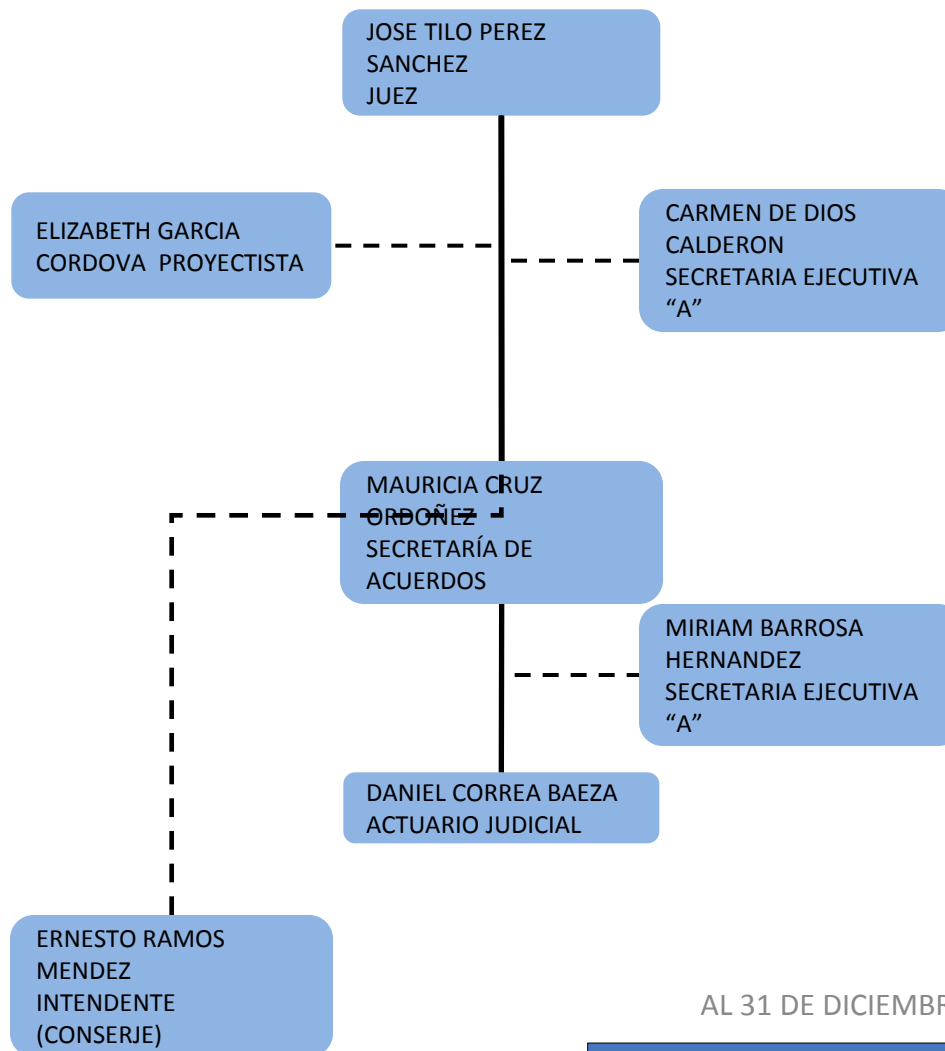 JOSE TILO PEREZ
SANCHEZ
JUEZ
ELIZABETH GARCIA
CORDOVA  PROYECTISTA
CARMEN DE DIOS
CALDERON
SECRETARIA EJECUTIVA
“A”
MAURICIA CRUZ
ORDOÑEZ
SECRETARÍA DE
ACUERDOS
MIRIAM BARROSA
HERNANDEZ
SECRETARIA EJECUTIVA
“A”
DANIEL CORREA BAEZA
ACTUARIO JUDICIAL
ERNESTO RAMOS
MENDEZ
INTENDENTE
(CONSERJE)
AL 31 DE DICIEMBR